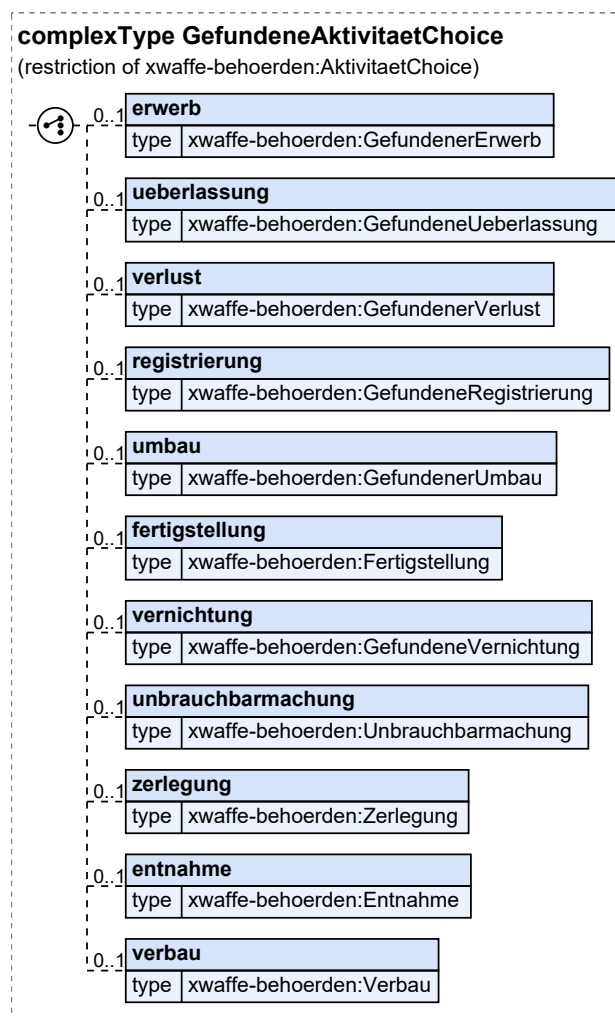 complexType GefundeneAktivitaetChoice
(restriction of xwaffe-behoerden:AktivitaetChoice)
0..1 erwerb
type xwaffe-behoerden:GefundenerErwerb
0..1 ueberlassung
type xwaffe-behoerden:GefundeneUeberlassung
0..1 verlust
type xwaffe-behoerden:GefundenerVerlust
0..1 registrierung
type xwaffe-behoerden:GefundeneRegistrierung
0..1 umbau
type xwaffe-behoerden:GefundenerUmbau
0..1 fertigstellung
type xwaffe-behoerden:Fertigstellung
0..1 vernichtung
type xwaffe-behoerden:GefundeneVernichtung
0..1 unbrauchbarmachung
type xwaffe-behoerden:Unbrauchbarmachung
0..1 zerlegung
type xwaffe-behoerden:Zerlegung
0..1 entnahme
type xwaffe-behoerden:Entnahme
0..1 verbau
type xwaffe-behoerden:Verbau